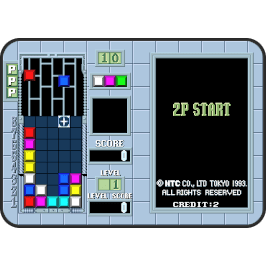 10
P
P
P
2P START
SCORE
0
LEVEL
1
LEVEL SCORE
0
© NTC CO., LTD TOKYO 1993.
ALL RIGHTS RESERVED
CREDIT:2